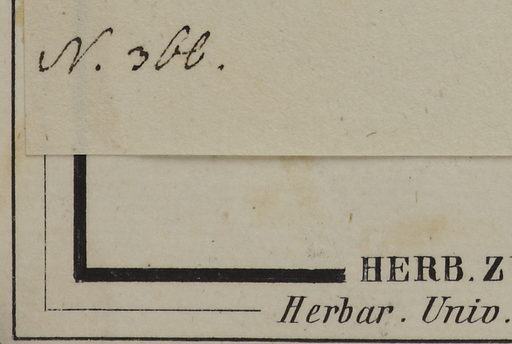 N. 366.
HERB. Z
Herbar. Univ.